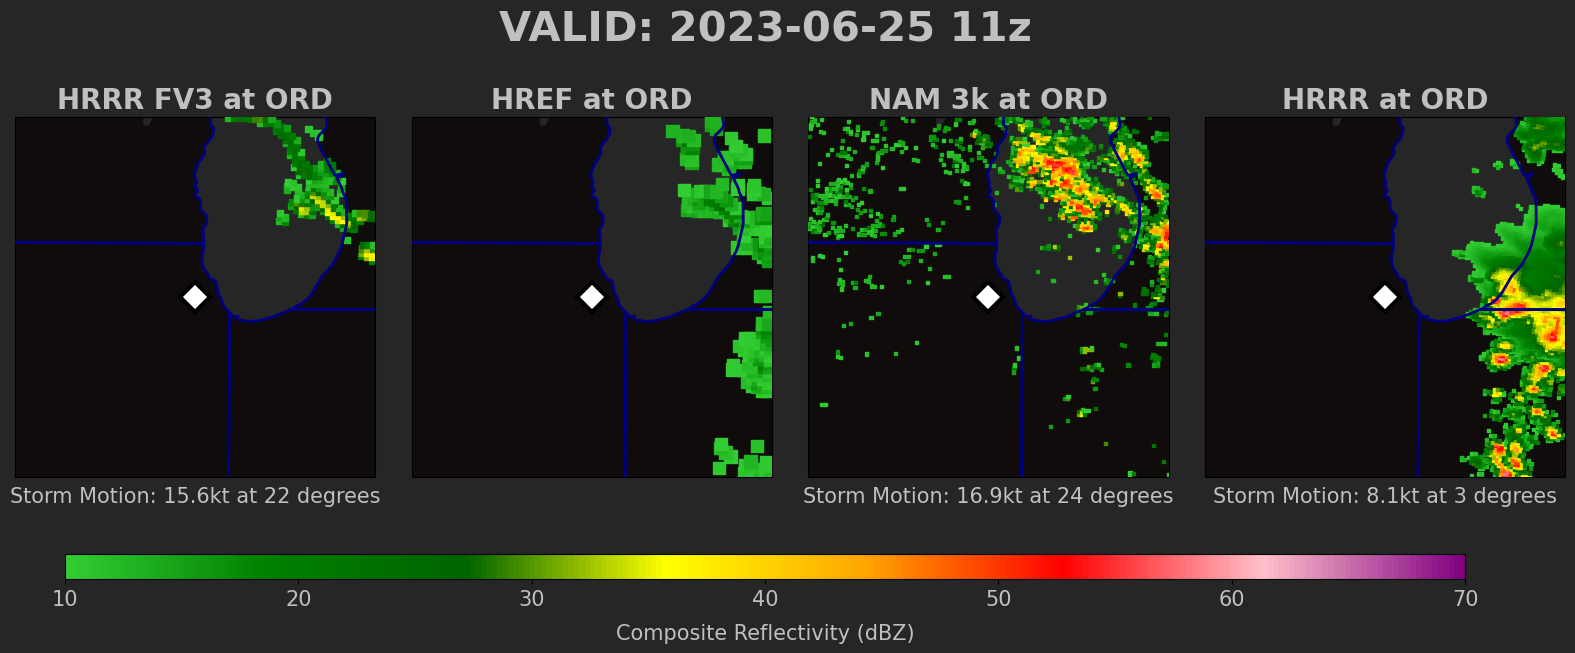 VALID: 2023-06-25 11z
HRRR FV3 at ORD
HREF at ORD
NAM 3k at ORD
HRRR at ORD
Storm Motion: 15.6kt at 22 degrees
Storm Motion: 16.9kt at 24 degrees
Storm Motion: 8.1kt at 3 degrees
10 20 30 40 50 60 70
Composite Reflectivity (dBZ)